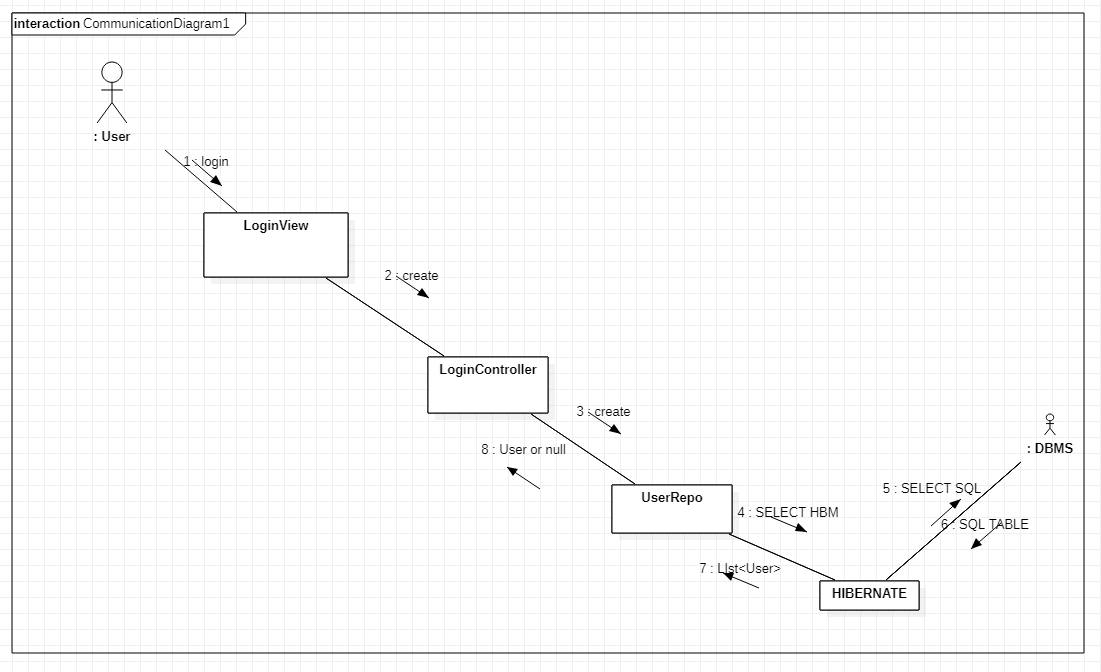 interaction CommunicationDiagram1
: User
1 : login
LoginView
2 : create
LoginController
3 : create
8 : User or null
: DBMS
5 : SELECT SQL
UserRepo
4 : SELECT HBM
6 : SQL TABLE
7 : LIst<User>
HIBERNATE